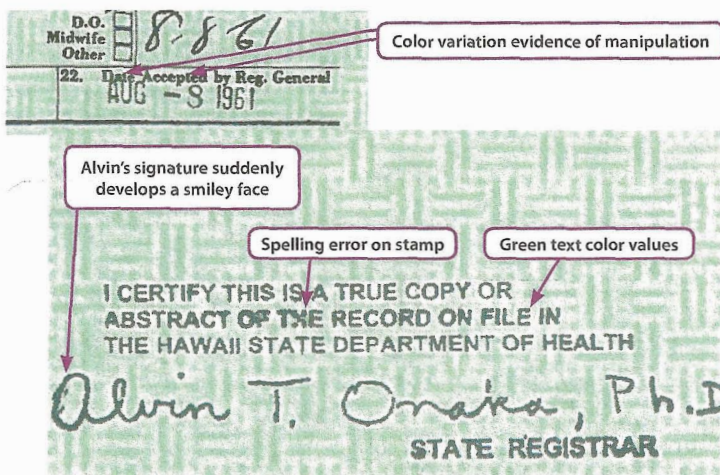 D.O.
Midwife
Other
8-8-61
Color variation evidence of manipulation
22. Date Accepted by Reg. General
AUG -8 1961
Alvin's signature suddenly
develops a smiley face
Spelling error on stamp
Green text color values
I CERTIFY THIS IS A TRUE COPY OR
ABSTRACT OF TXE RECORD ON FILE IN
THE HAWAII STATE DEPARTMENT OF HEALTH
Alvin T. Onaka, Ph.D
STATE REGISTRAR